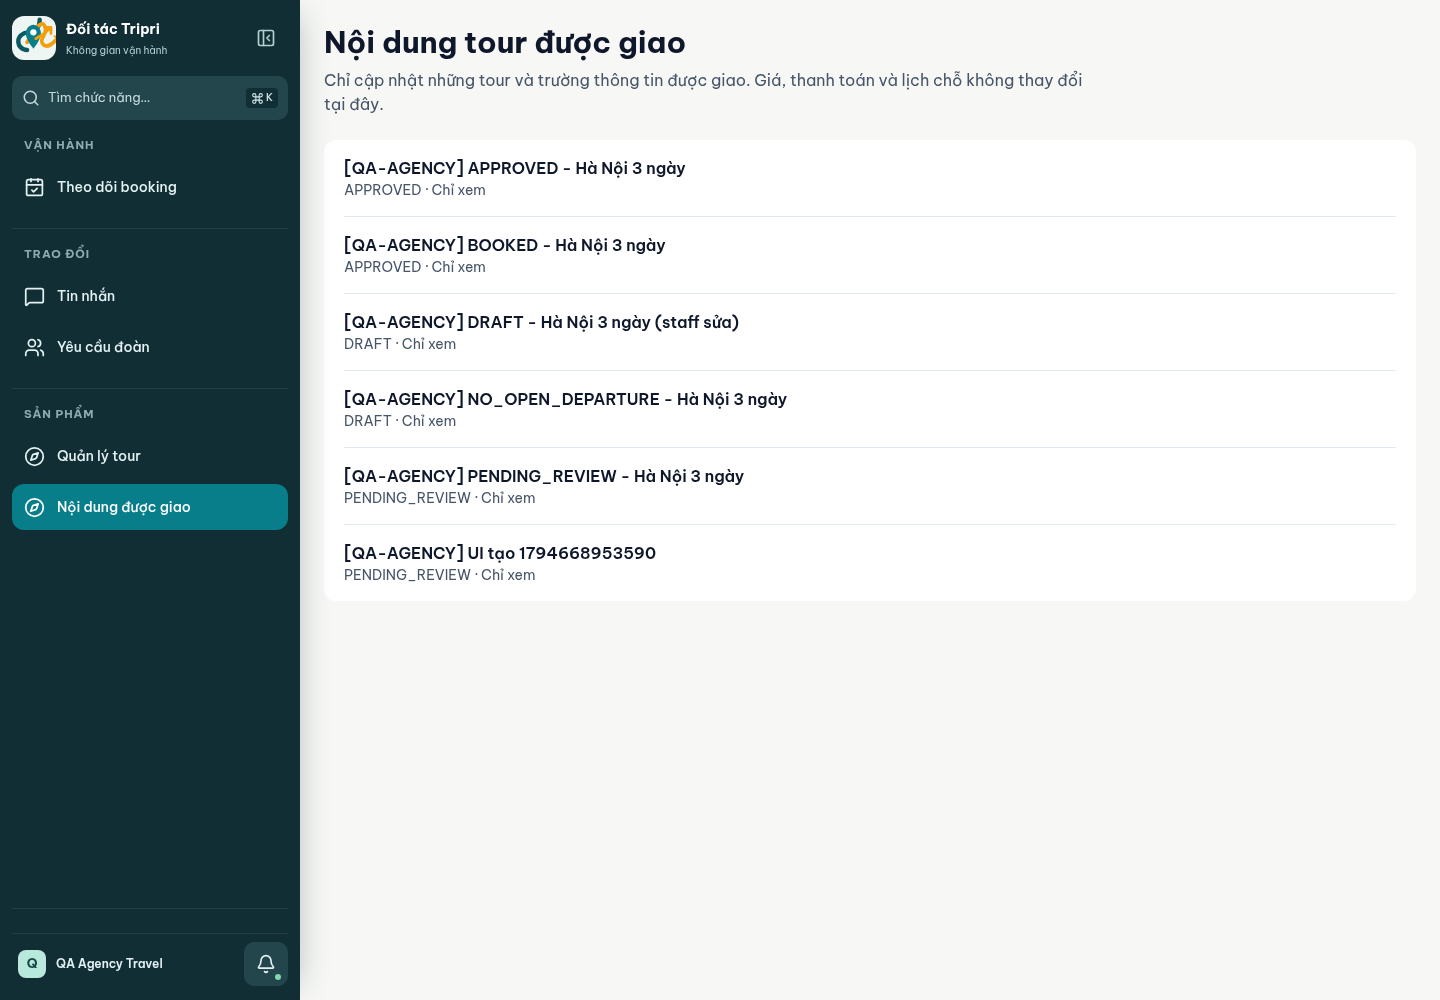 Đối tác Tripri
Không gian vận hành
Tìm chức năng...
⌘K
VẬN HÀNH
Theo dõi booking
TRAO ĐỔI
Tin nhắn
Yêu cầu đoàn
SẢN PHẨM
Quản lý tour
Nội dung được giao
Q
QA Agency Travel
Nội dung tour được giao
Chỉ cập nhật những tour và trường thông tin được giao. Giá, thanh toán và lịch chỗ không thay đổi
tại đây.
[QA-AGENCY] APPROVED - Hà Nội 3 ngày
APPROVED · Chỉ xem
[QA-AGENCY] BOOKED - Hà Nội 3 ngày
APPROVED · Chỉ xem
[QA-AGENCY] DRAFT - Hà Nội 3 ngày (staff sửa)
DRAFT · Chỉ xem
[QA-AGENCY] NO_OPEN_DEPARTURE - Hà Nội 3 ngày
DRAFT · Chỉ xem
[QA-AGENCY] PENDING_REVIEW - Hà Nội 3 ngày
PENDING_REVIEW · Chỉ xem
[QA-AGENCY] UI tạo 1794668953590
PENDING_REVIEW · Chỉ xem